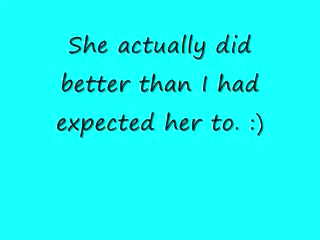 She actually did
better than I had
expected her to. :)